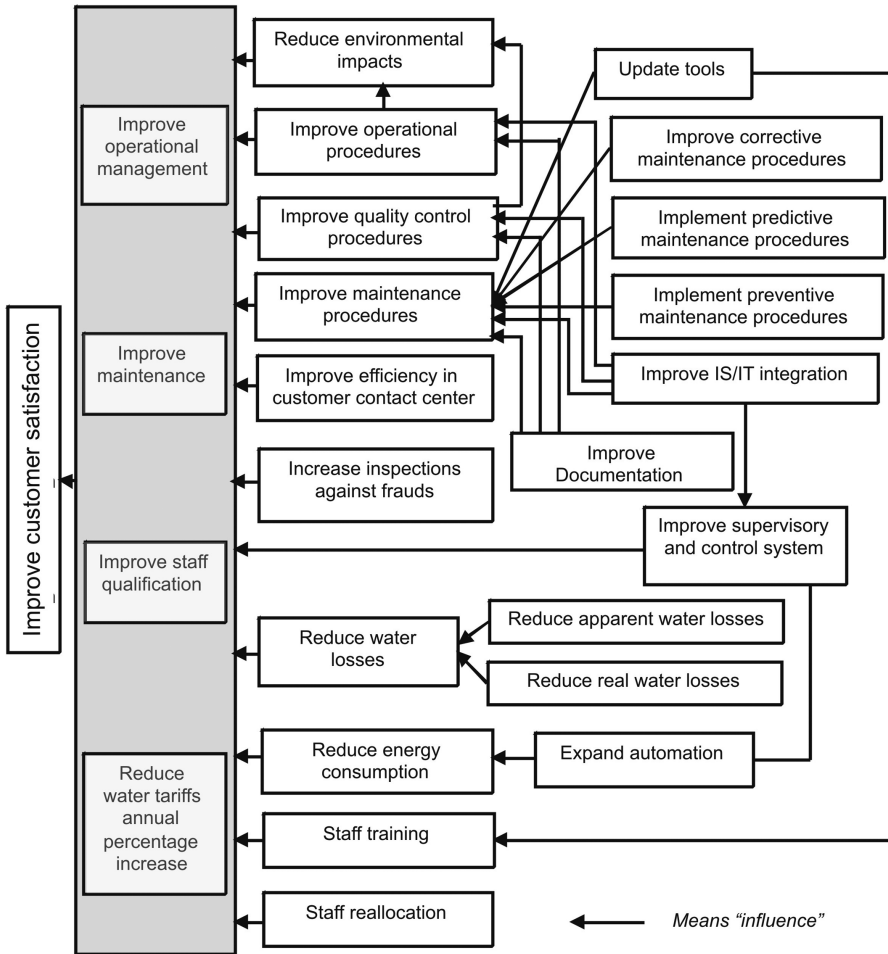 Improve customer satisfaction
Improve
operational
management
Improve
maintenance
Improve staff
qualification
Reduce
water tariffs
annual
percentage
increase
Reduce environmental
impacts
Improve operational
procedures
Improve quality control
procedures
Improve maintenance
procedures
Improve efficiency in
customer contact center
Increase inspections
against frauds
Reduce water
losses
Reduce energy
consumption
Staff training
Staff reallocation
Update tools
Improve corrective
maintenance procedures
Implement predictive
maintenance procedures
Implement preventive
maintenance procedures
Improve IS/IT integration
Improve
Documentation
Improve supervisory
and control system
Reduce apparent water losses
Reduce real water losses
Expand automation
Means “influence”